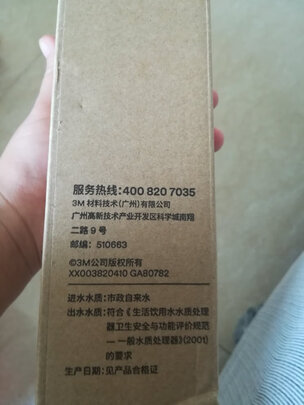 服务热线:400 820 7035
3M 材料技术(广州)有限公司
广州高新技术产业开发区科学城南翔
二路 9 号
邮编: 510663
©3M公司版权所有
XX003820410 GA80782
进水水质: 市政自来水
出水水质: 符合《生活饮用水水质处理
器卫生安全与功能评价规范
— 一般水质处理器》(2001)
的要求
生产日期: 见产品合格证